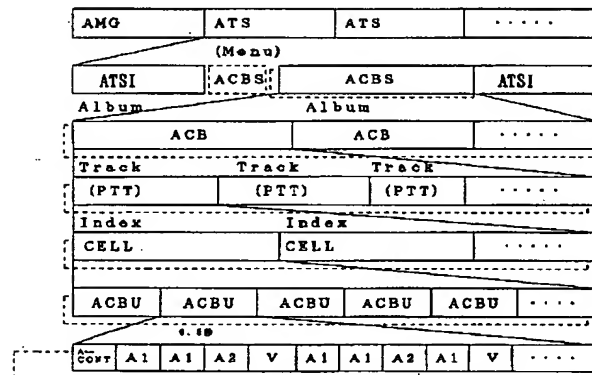 AMG ATS ATS ·····
(Menu)
ATSI ACBS ACBS ATSI
Album Album
ACB ACB ·····
Track Track Track
(PTT) (PTT) (PTT) ·····
Index Index
CELL CELL ·····
ACBU ACBU ACBU ACBU ACBU ····
CONT A1 A1 A2 V A1 A1 A2 A1 V ·····